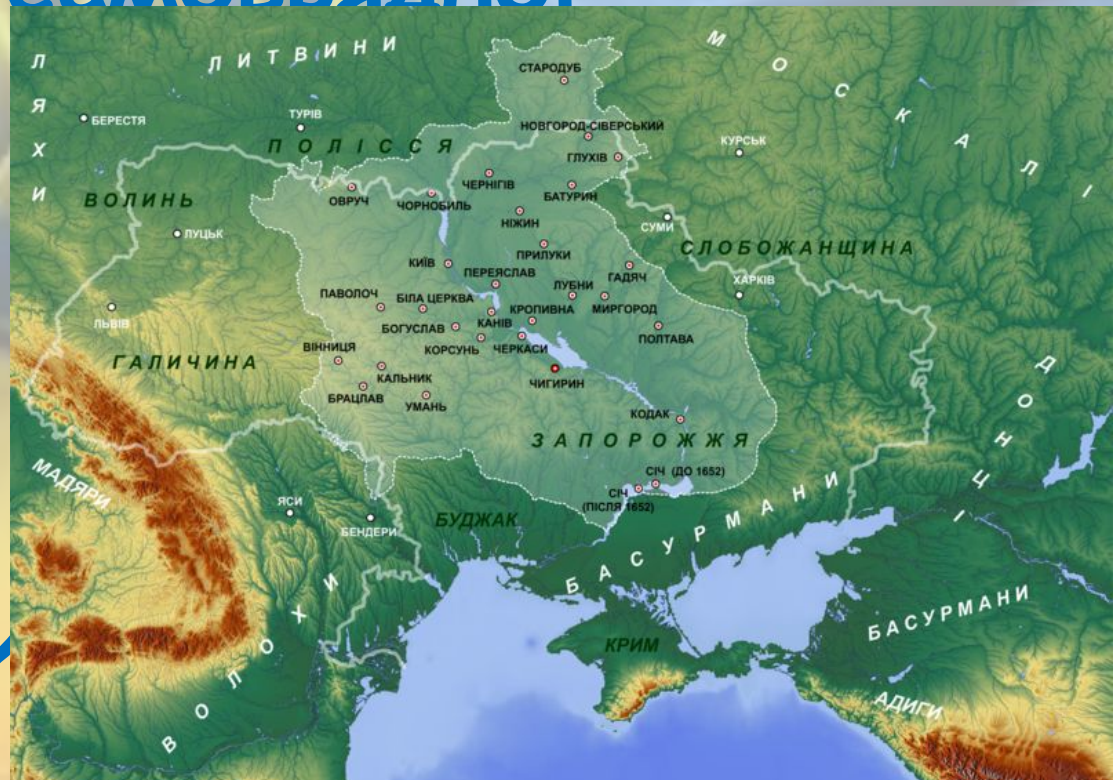 ЛЯХИ
ЛИТВИНИ
МОСКАЛІ
СТАРОДУБ
БЕРЕСТЯ
ТУРІВ
НОВГОРОД-СІВЕРСЬКИЙ
КУРСЬК
ПОЛІССЯ
ГЛУХІВ
ЧЕРНІГІВ
БАТУРИН
ОВРУЧ
ЧОРНОБИЛЬ
ВОЛИНЬ
НІЖИН
СУМИ
ЛУЦЬК
ПРИЛУКИ
СЛОБОЖАНЩИНА
КИЇВ
ПЕРЕЯСЛАВ
ГАДЯЧ
ЛУБНИ
ХАРКІВ
ПАВОЛОЧ
БІЛА ЦЕРКВА
КРОПИВНА
МИРГОРОД
ЛЬВІВ
БОГУСЛАВ
КАНІВ
ПОЛТАВА
ВІННИЦЯ
КОРСУНЬ
ЧЕРКАСИ
ГАЛИЧИНА
КАЛЬНИК
ЧИГИРИН
БРАЦЛАВ
УМАНЬ
ДОНЦІ
КОДАК
ЗАПОРОЖЖЯ
МАДЯРИ
СІЧ (ДО 1652)
СІЧ
(ПІСЛЯ 1652)
ЯСИ
БЕНДЕРИ
БУДЖАК
БАСУРМАНИ
ВОЛОХИ
БАСУРМАНИ
КРИМ
АДИГИ